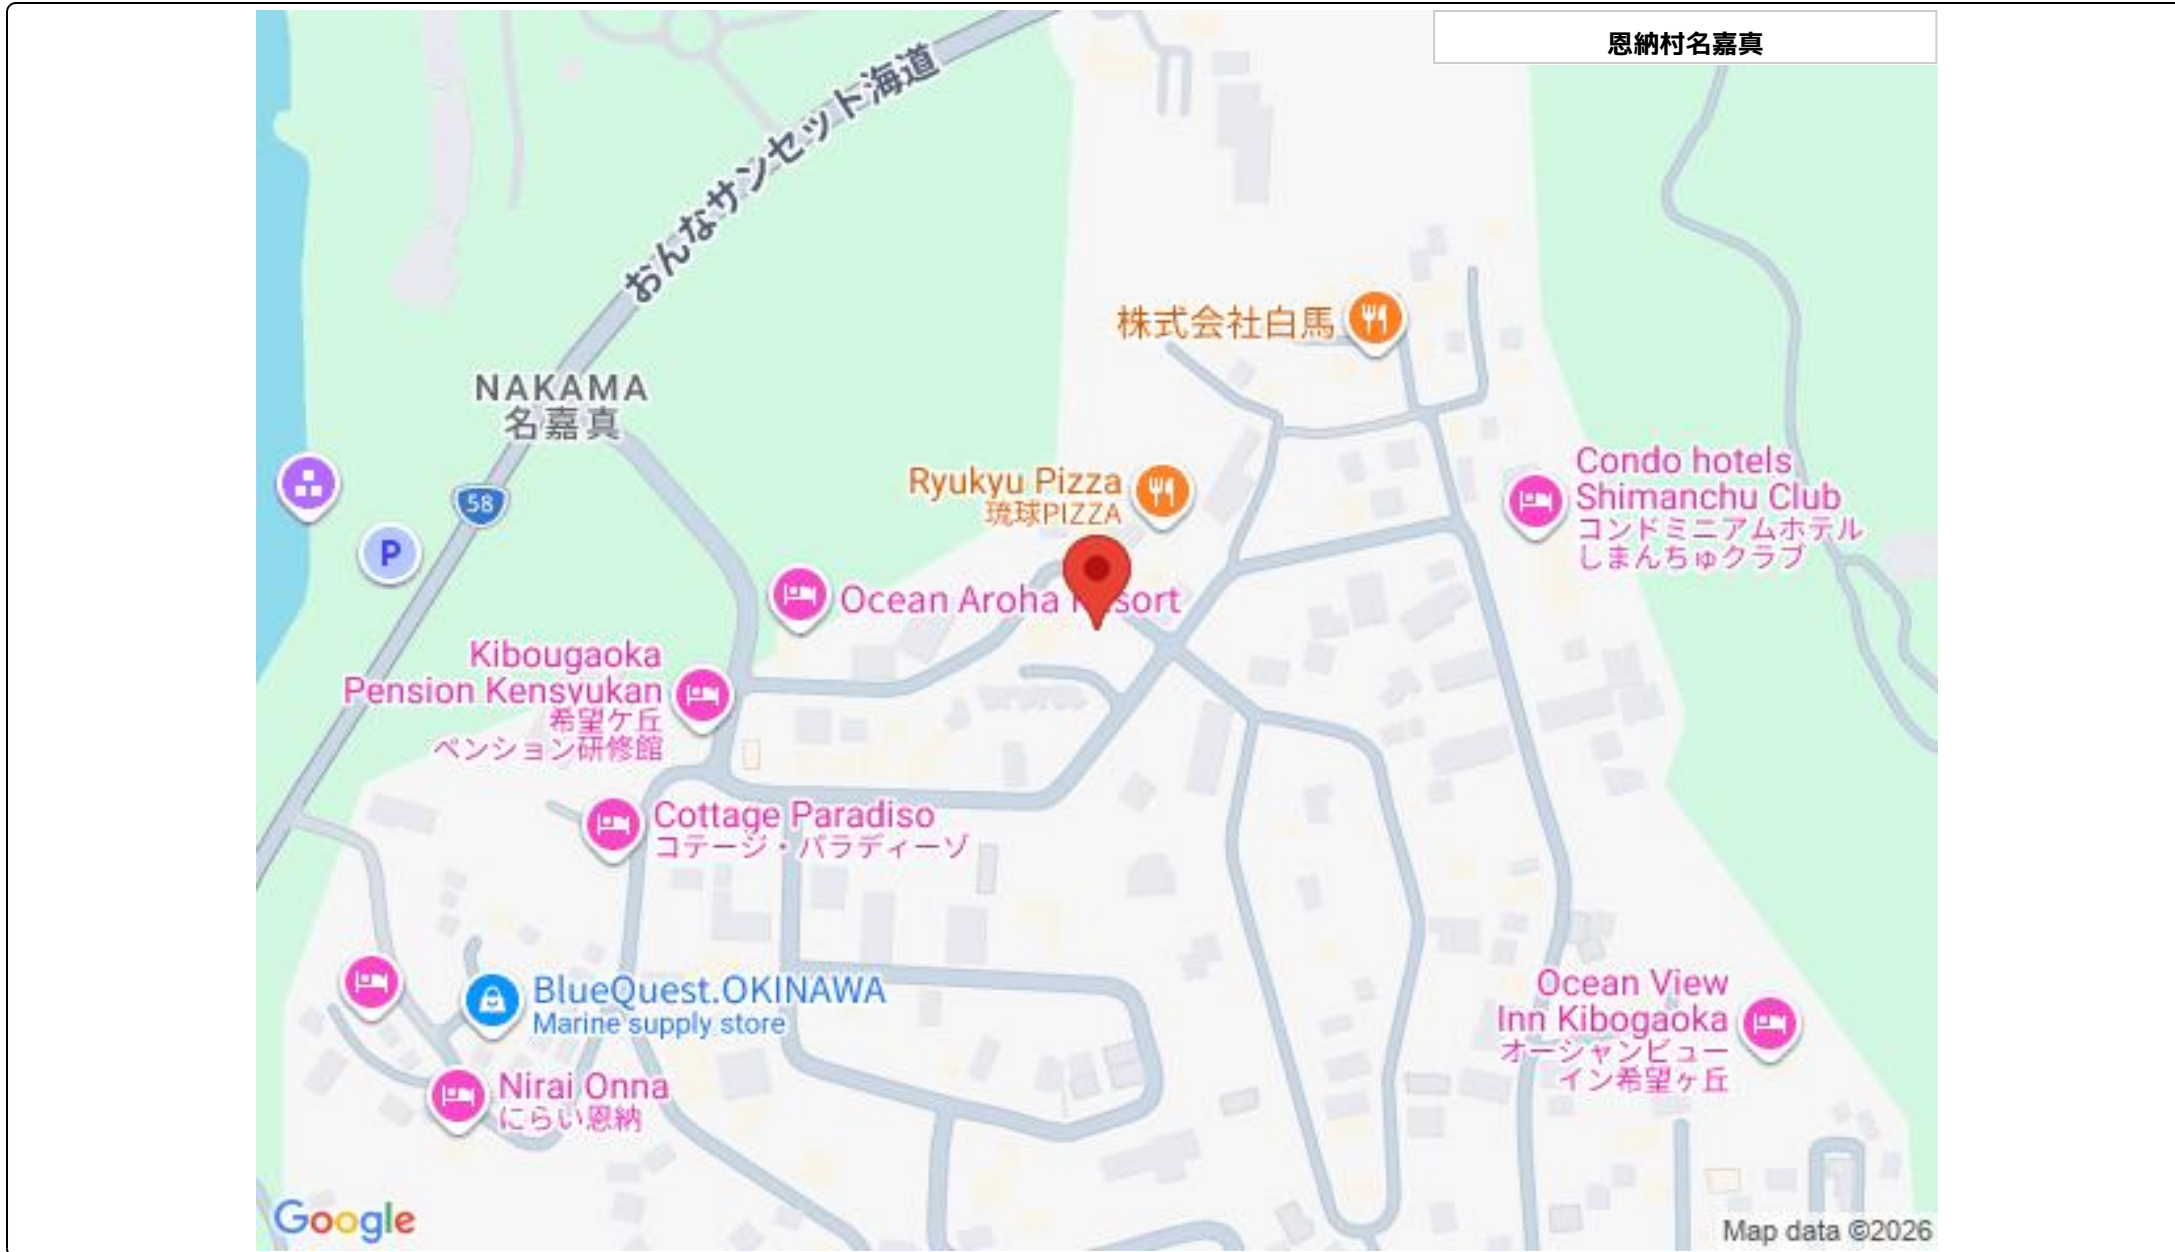 恩納村名嘉真
おんなサンセット海道
株式会社白馬
NAKAMA
名嘉真
58
P
Ryukyu Pizza
琉球PIZZA
Condo hotels
Shimanchu Club
コンドミニアムホテル
しまんちゅクラブ
Ocean Aroha Resort
Kibougaoka
Pension Kensyukan
希望ケ丘
ペンション研修館
Cottage Paradiso
コテージ・パラディーゾ
BlueQuest.OKINAWA
Marine supply store
Ocean View
Inn Kibogaoka
オーシャンビュー
イン希望ヶ丘
Nirai Onna
にらい恩納
Google
Map data ©2026